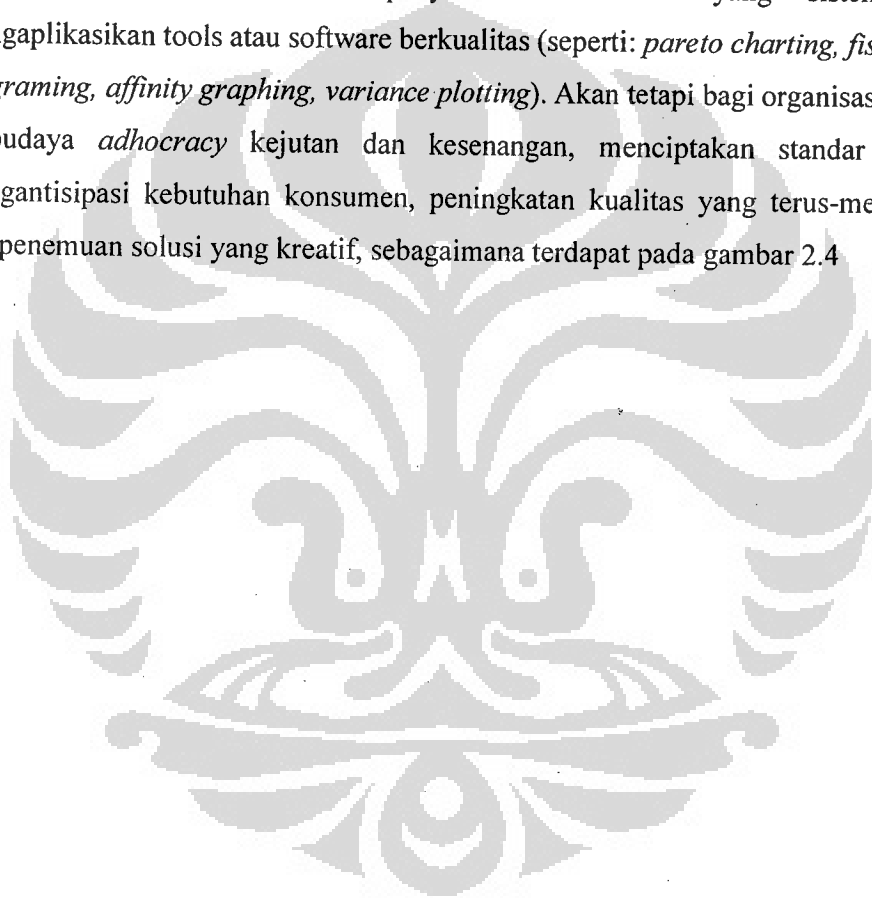 gaplikasikan tools atau software berkualitas (seperti: pareto charting, fis
graming, affinity graphing, variance plotting). Akan tetapi bagi organisas
budaya adhocracy kejutan dan kesenangan, menciptakan standar
gantisipasi kebutuhan konsumen, peningkatan kualitas yang terus-me
penemuan solusi yang kreatif, sebagaimana terdapat pada gambar 2.4